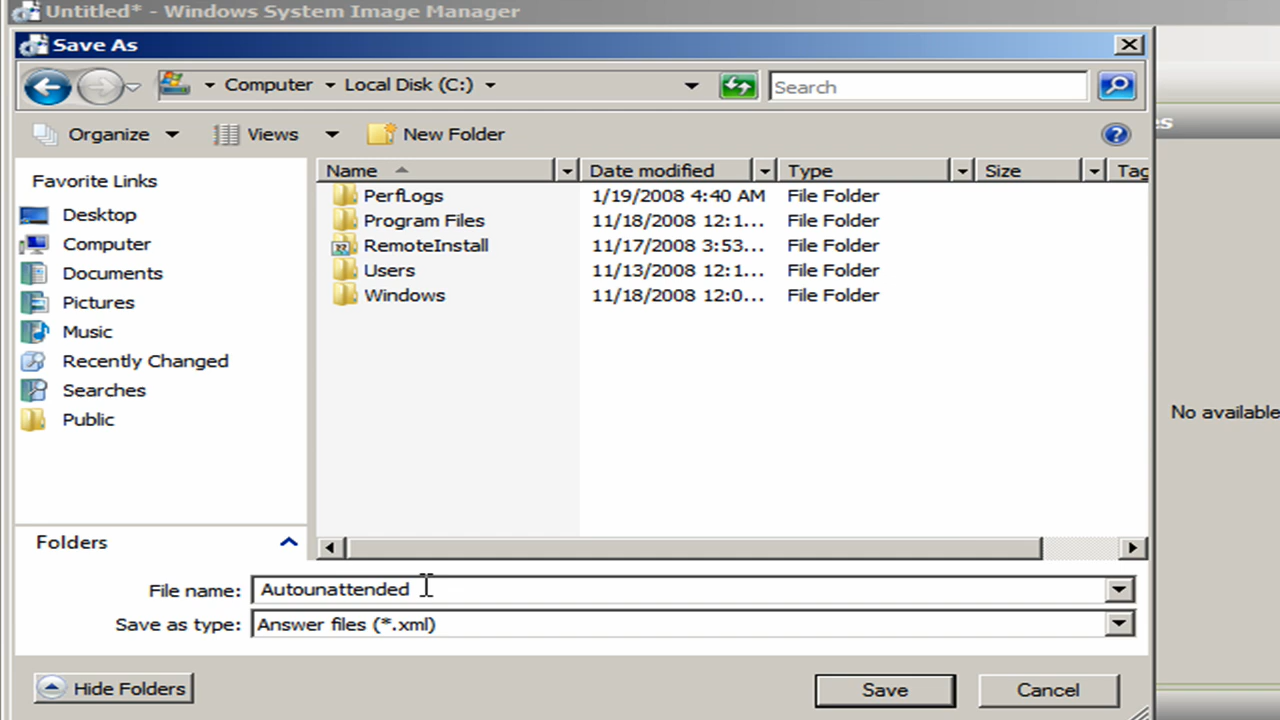 Untitled* - Windows System Image Manager
Save As
Computer Local Disk (C:)
Search
Organize Views New Folder
es
Favorite Links
Desktop
Computer
Documents
Pictures
Music
Recently Changed
Searches
Public
Folders
Name Date modified Type Size Tag
PerfLogs 1/19/2008 4:40 AM File Folder
Program Files 11/18/2008 12:1... File Folder
RemoteInstall 11/17/2008 3:53... File Folder
Users 11/13/2008 12:1... File Folder
Windows 11/18/2008 12:0... File Folder
No available
File name: Autounattended
Save as type: Answer files (*.xml)
Hide Folders
Save
Cancel